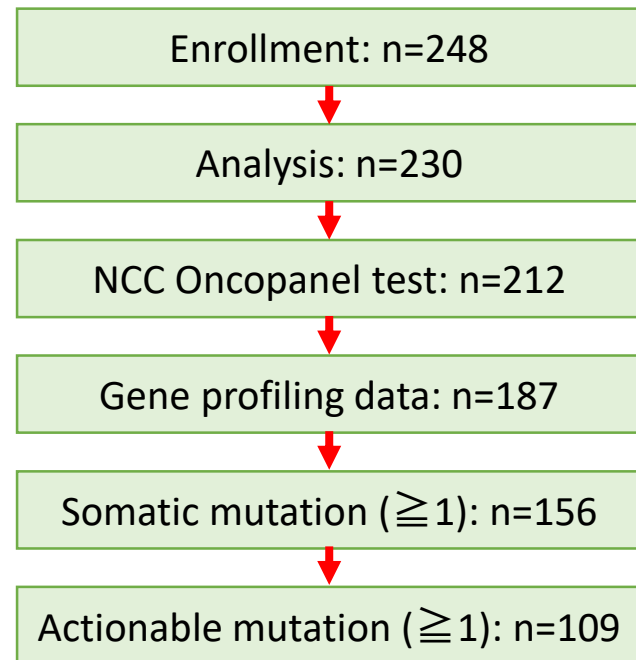 Enrollment: n=248
Analysis: n=230
NCC Oncopanel test: n=212
Gene profiling data: n=187
Somatic mutation (≧1): n=156
Actionable mutation (≧1): n=109